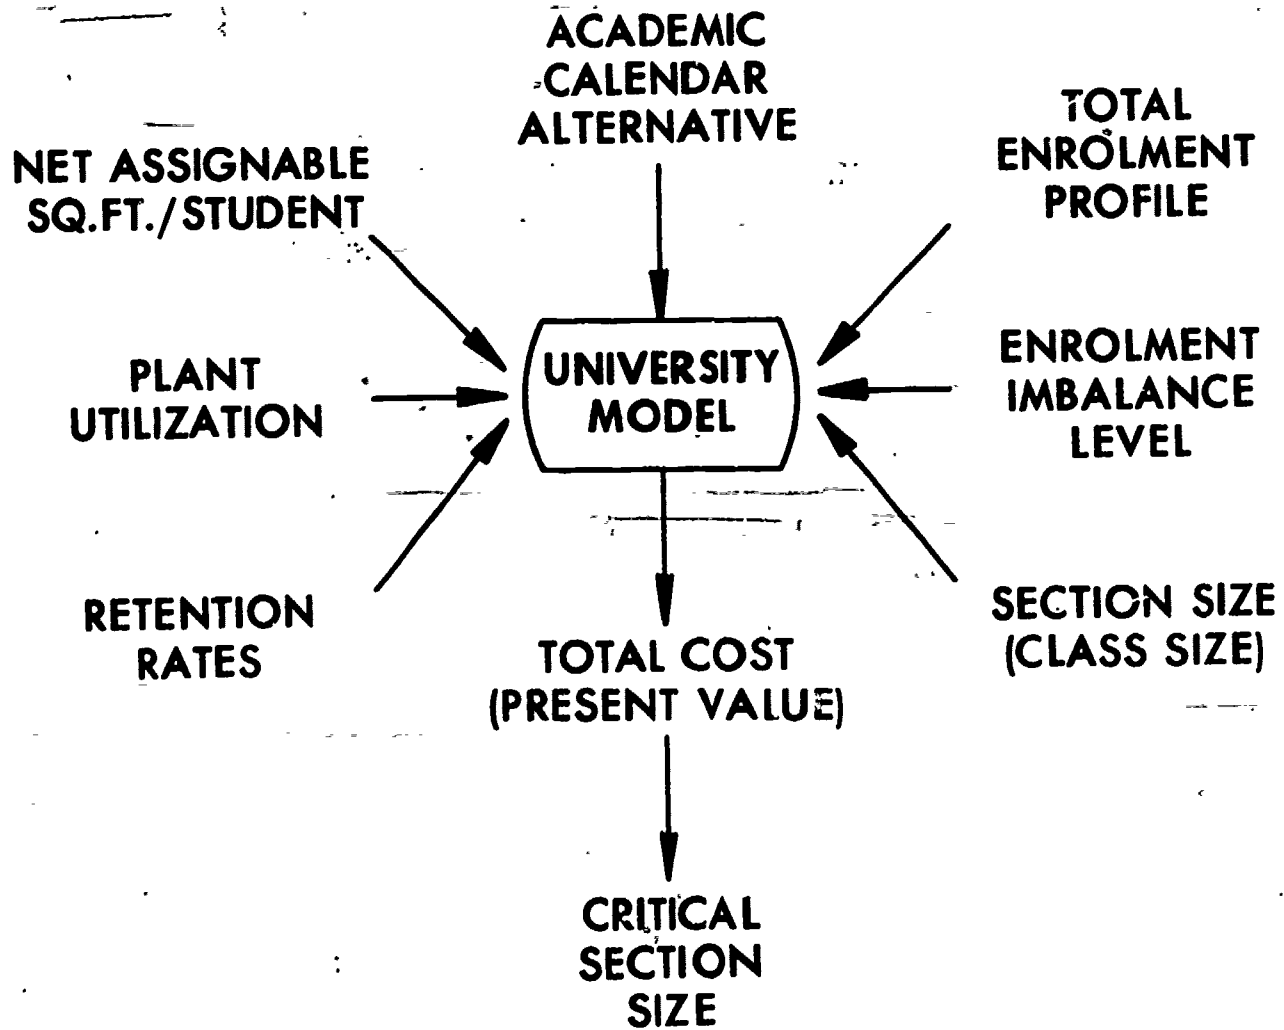 ACADEMIC
CALENDAR
ALTERNATIVE
TOTAL
ENROLMENT
PROFILE
NET ASSIGNABLE
SQ.FT./STUDENT
UNIVERSITY
MODEL
PLANT
UTILIZATION
ENROLMENT
IMBALANCE
LEVEL
RETENTION
RATES
TOTAL COST
(PRESENT VALUE)
SECTION SIZE
(CLASS SIZE)
CRITICAL
SECTION
SIZE